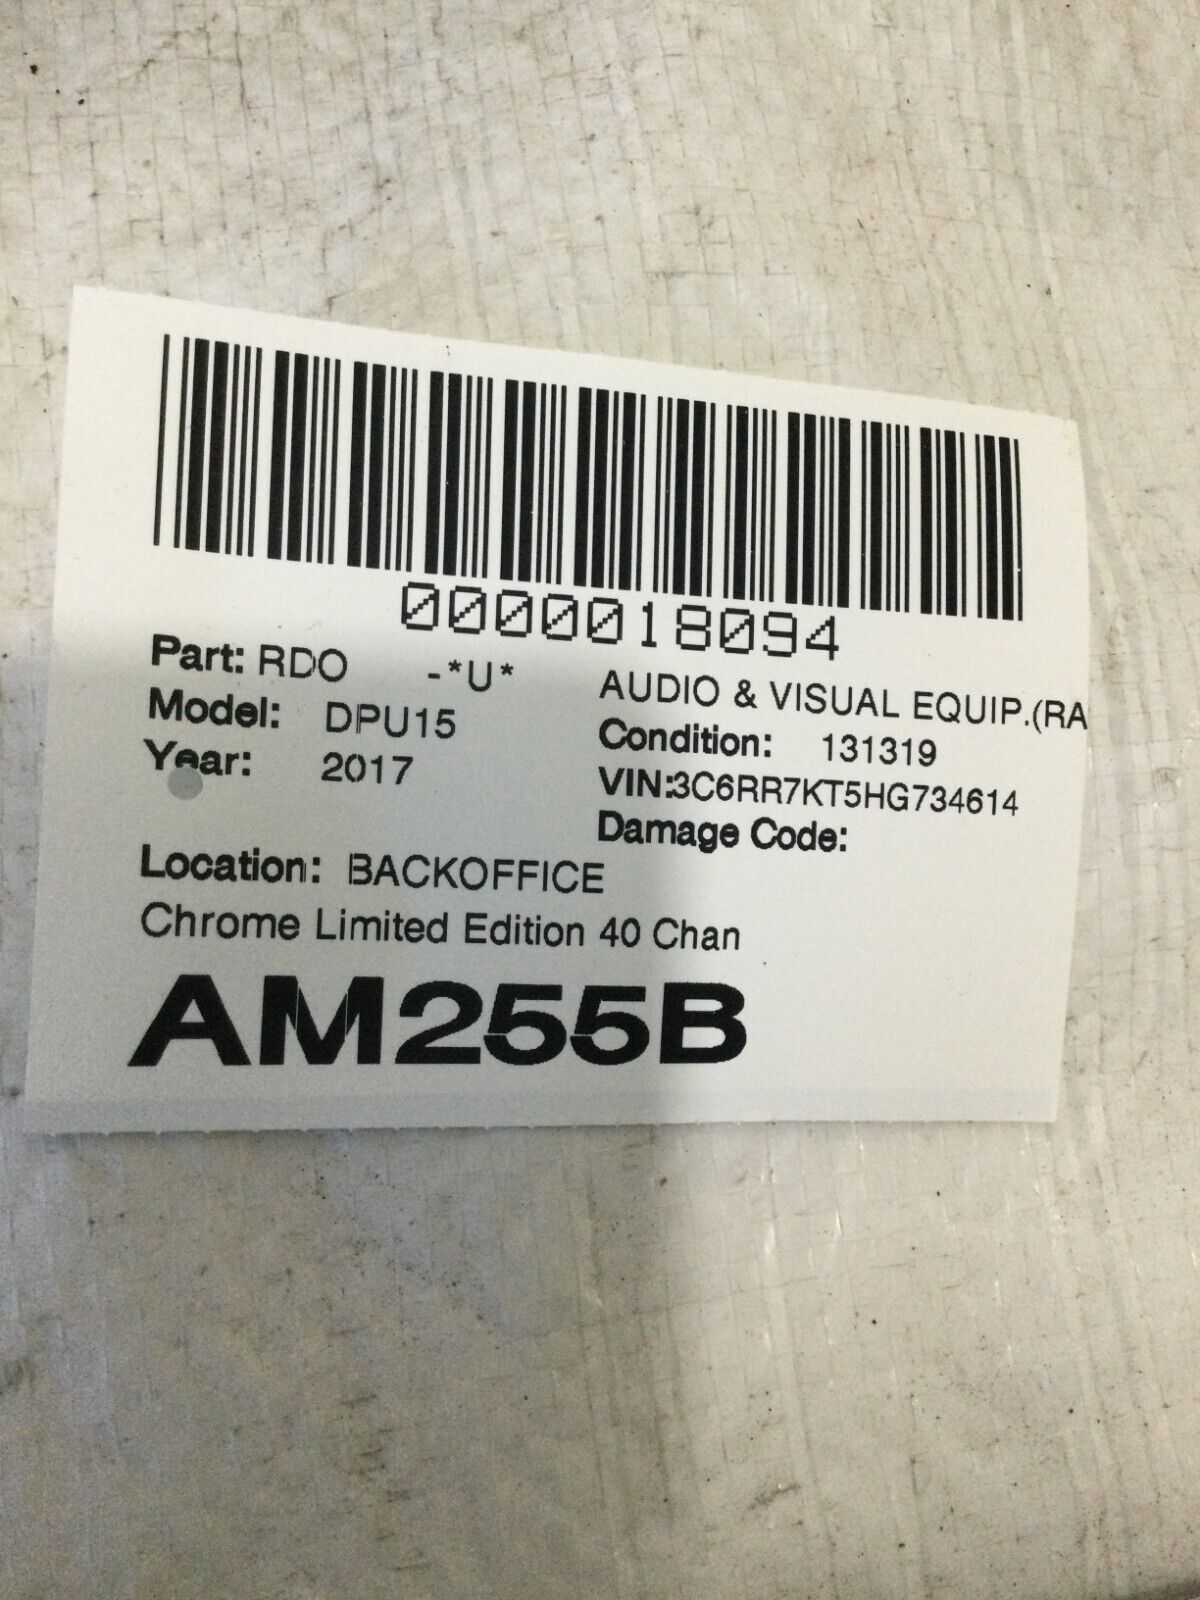 0000018094
Part: RDO -*U* AUDIO & VISUAL EQUIP.(RA
Model: DPU15 Condition: 131319
Year: 2017 VIN:3C6RR7KT5HG734614
Damage Code:
Location: BACKOFFICE
Chrome Limited Edition 40 Chan
AM255B